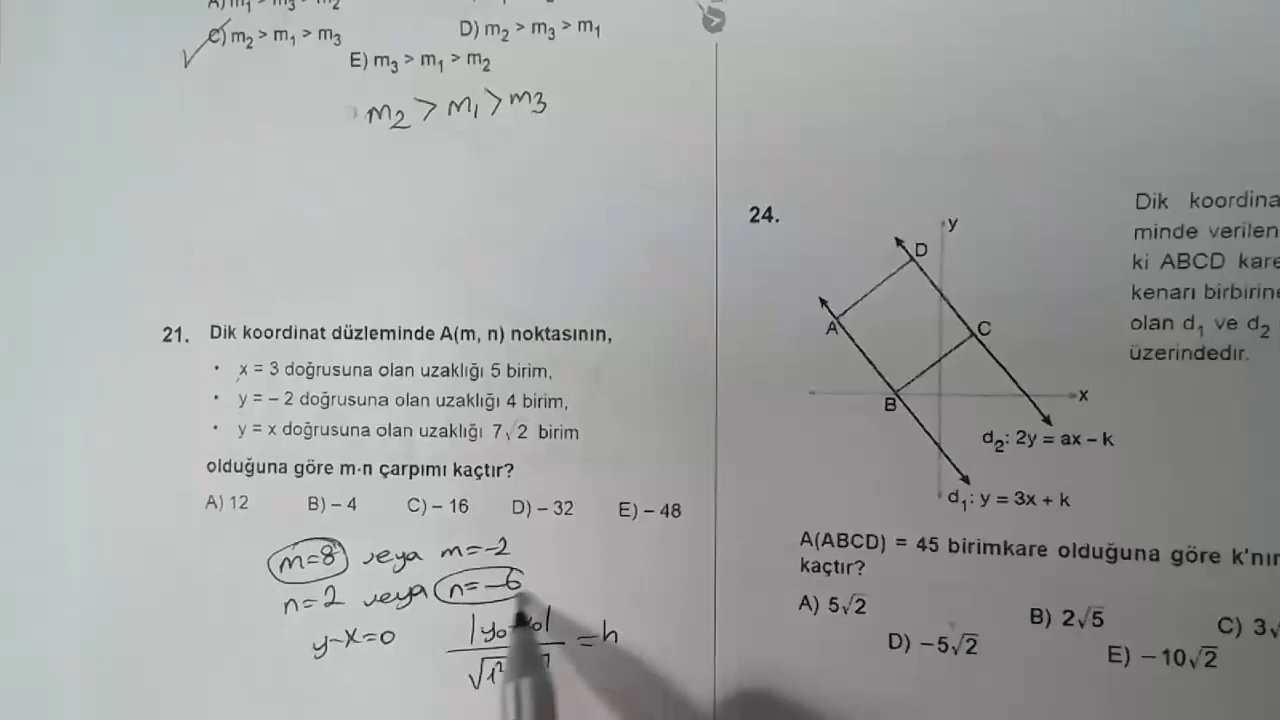 A) m₁ > m₃ > m₂
C) m₂ > m₁ > m₃
D) m₂ > m₃ > m₁
E) m₃ > m₁ > m₂
m₂ > m₁ > m₃
21. Dik koordinat düzleminde A(m, n) noktasının,
• x = 3 doğrusuna olan uzaklığı 5 birim,
• y = – 2 doğrusuna olan uzaklığı 4 birim,
• y = x doğrusuna olan uzaklığı 7√2 birim
olduğuna göre m·n çarpımı kaçtır?
A) 12 B) – 4 C) – 16 D) – 32 E) – 48
m=8 veya m=-2
n=2 veya n=-6
y-x=0
=h
24.
y
D
A
C
B
x
d₂: 2y = ax – k
d₁: y = 3x + k
Dik koordina
minde verilen
ki ABCD kare
kenarı birbirine
olan d₁ ve d₂
üzerindedir.
A(ABCD) = 45 birimkare olduğuna göre k'nın
kaçtır?
A) 5√2
B) 2√5
C) 3√
D) –5√2
E) –10√2